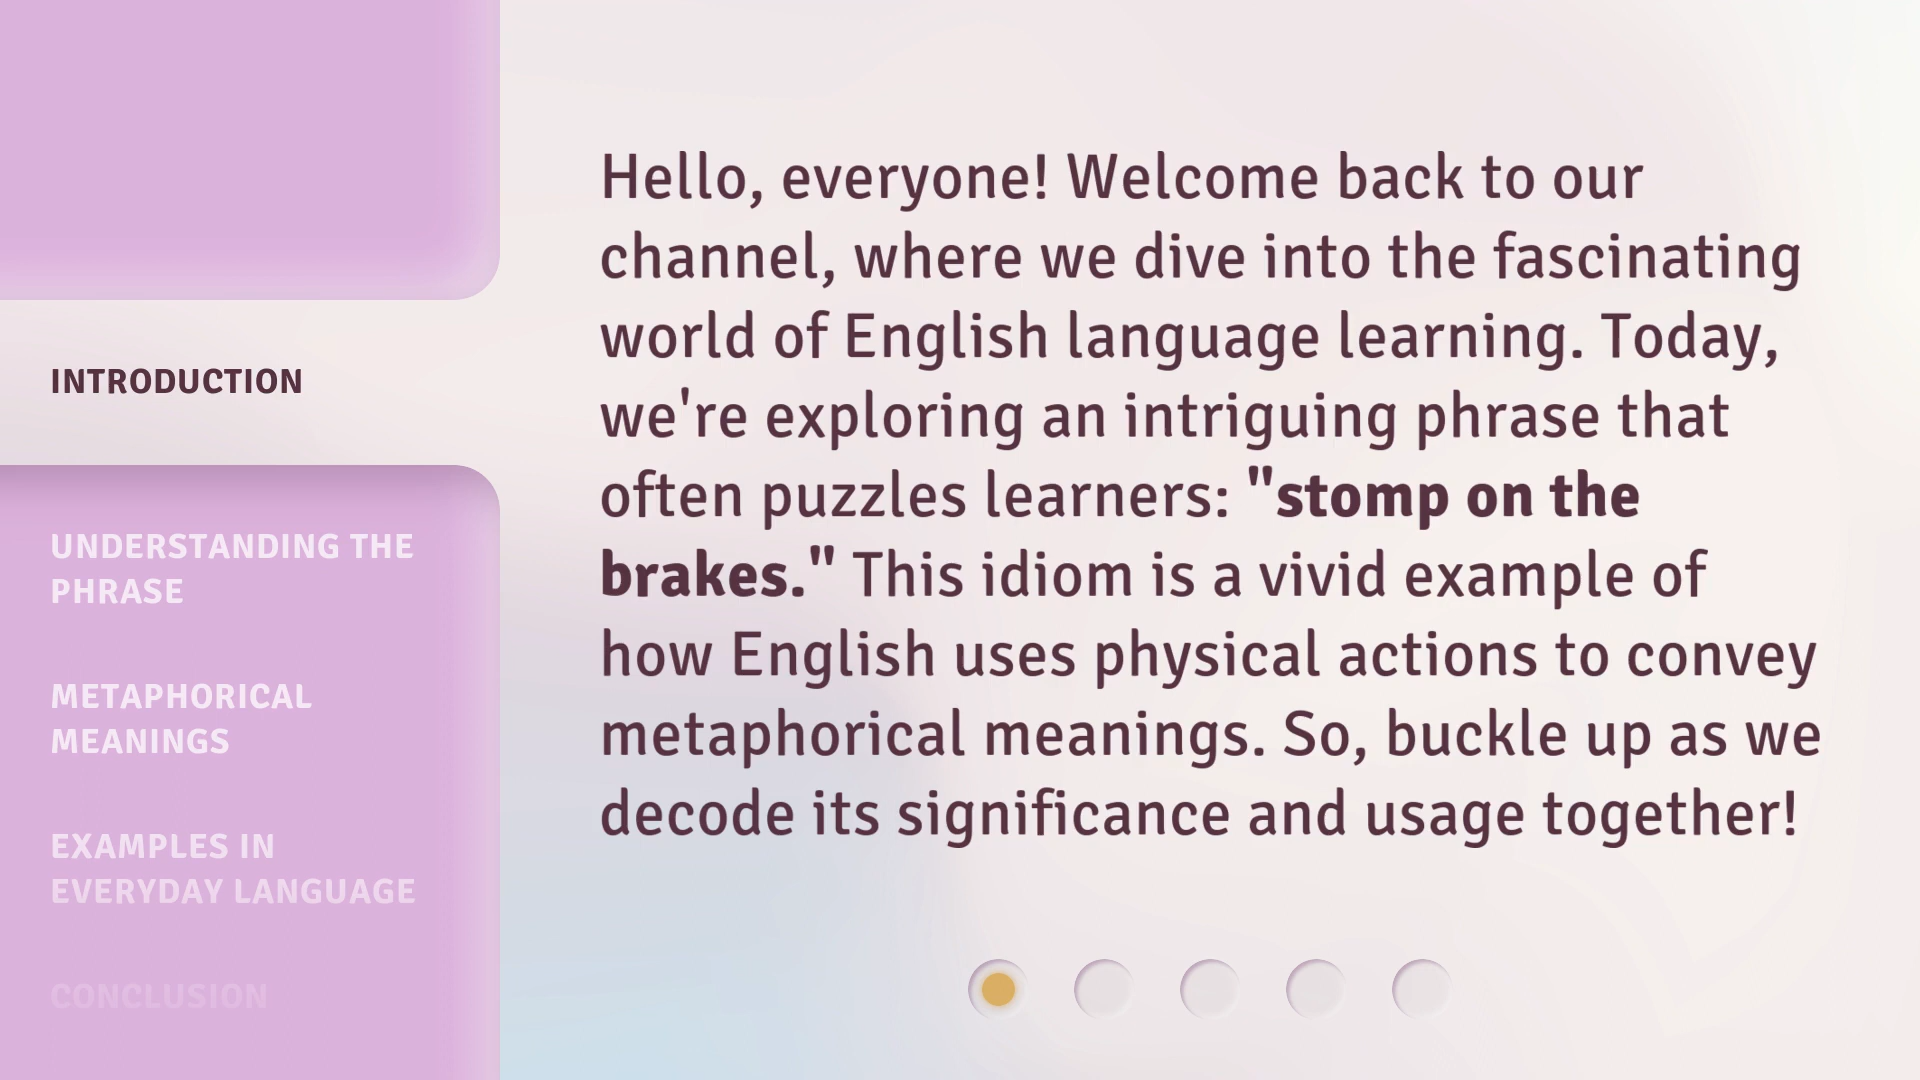 INTRODUCTION
UNDERSTANDING THE
PHRASE
METAPHORICAL
MEANINGS
EXAMPLES IN
EVERYDAY LANGUAGE
CONCLUSION
Hello, everyone! Welcome back to our
channel, where we dive into the fascinating
world of English language learning. Today,
we're exploring an intriguing phrase that
often puzzles learners: "stomp on the
brakes." This idiom is a vivid example of
how English uses physical actions to convey
metaphorical meanings. So, buckle up as we
decode its significance and usage together!